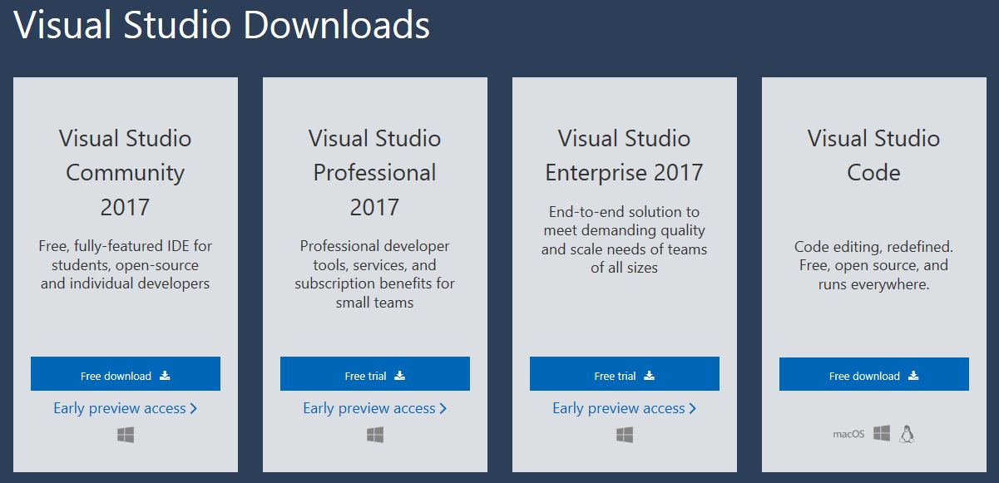 Visual Studio Downloads
Visual Studio
Community
2017
Free, fully-featured IDE for
students, open-source
and individual developers
Free download
Early preview access
Visual Studio
Professional
2017
Professional developer
tools, services, and
subscription benefits for
small teams
Free trial
Early preview access
Visual Studio
Enterprise 2017
End-to-end solution to
meet demanding quality
and scale needs of teams
of all sizes
Free trial
Early preview access
Visual Studio
Code
Code editing, redefined.
Free, open source, and
runs everywhere.
Free download
macOS